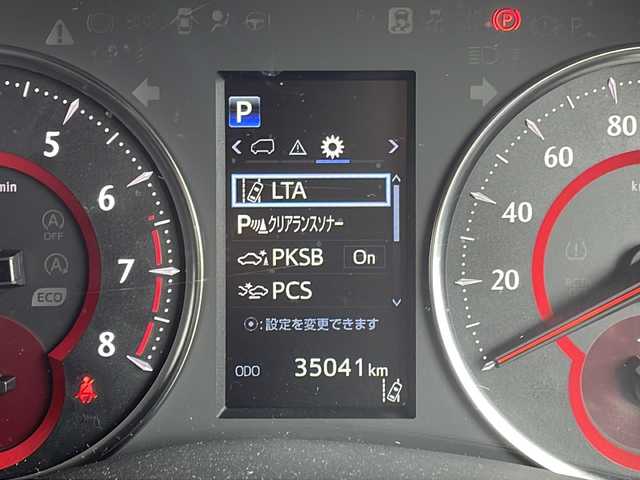 P
P
LTA
クリアランスソナー
PKSB On
PCS
:設定を変更できます
ODO 35041 km
5
6
7
8
OFF
A
ECO
20
40
60
80